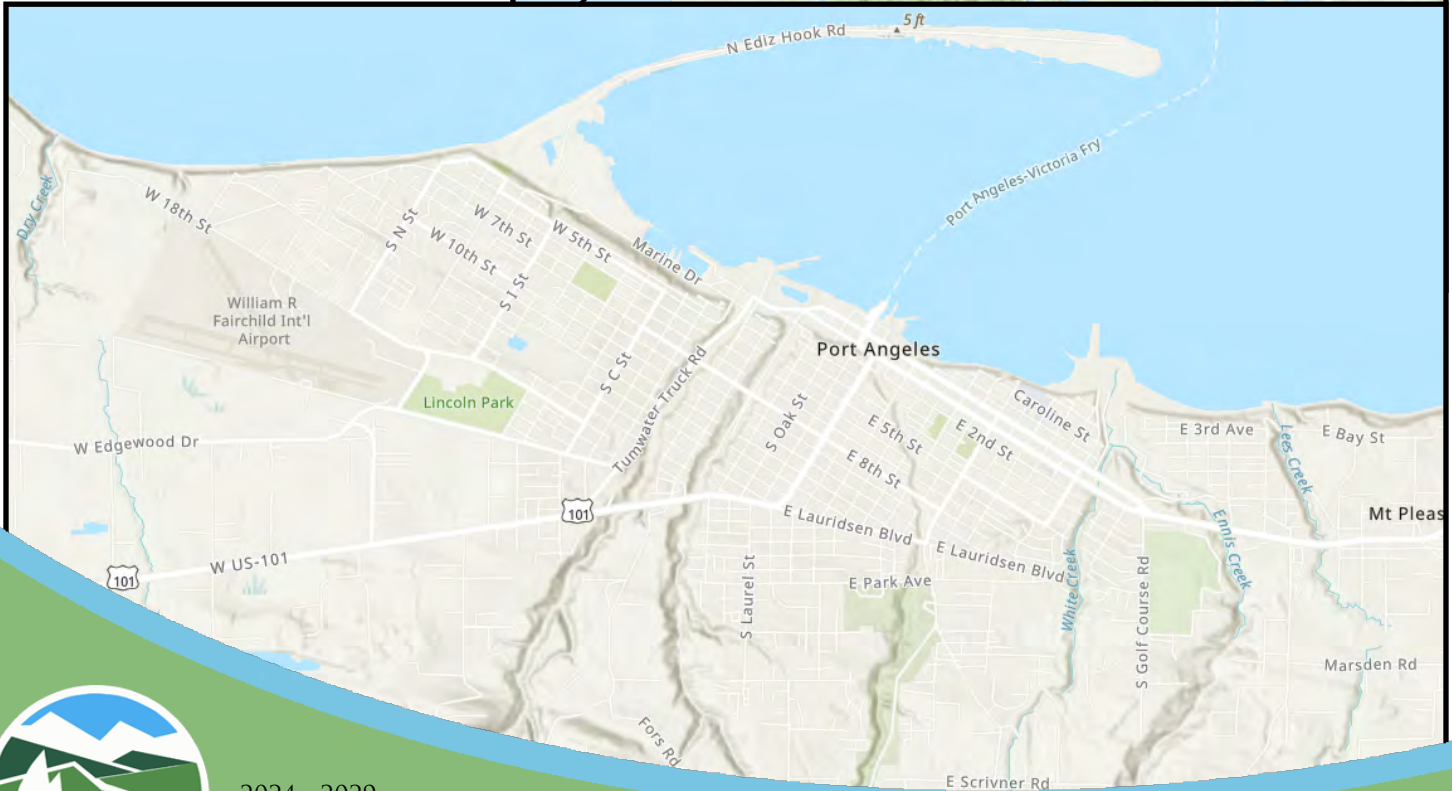 5 ft
N Ediz Hook Rd
Port Angeles-Victoria Fry
Dry Creek
W 18th St
S N St
W 7th St
W 10th St
W 5th St
Marine Dr
S I St
William R
Fairchild Int'l
Airport
Port Angeles
S C St
Tumwater Truck Rd
Lincoln Park
S Oak St
Caroline St
E 5th St
E 2nd St
E 8th St
E 3rd Ave
Lees Creek
E Bay St
W Edgewood Dr
101
E Lauridsen Blvd
E Lauridsen Blvd
Ennis Creek
Mt Pleas
W US-101
101
S Laurel St
E Park Ave
White Creek
S Golf Course Rd
Marsden Rd
Fors Rd
E Scrivner Rd
2024 - 2029